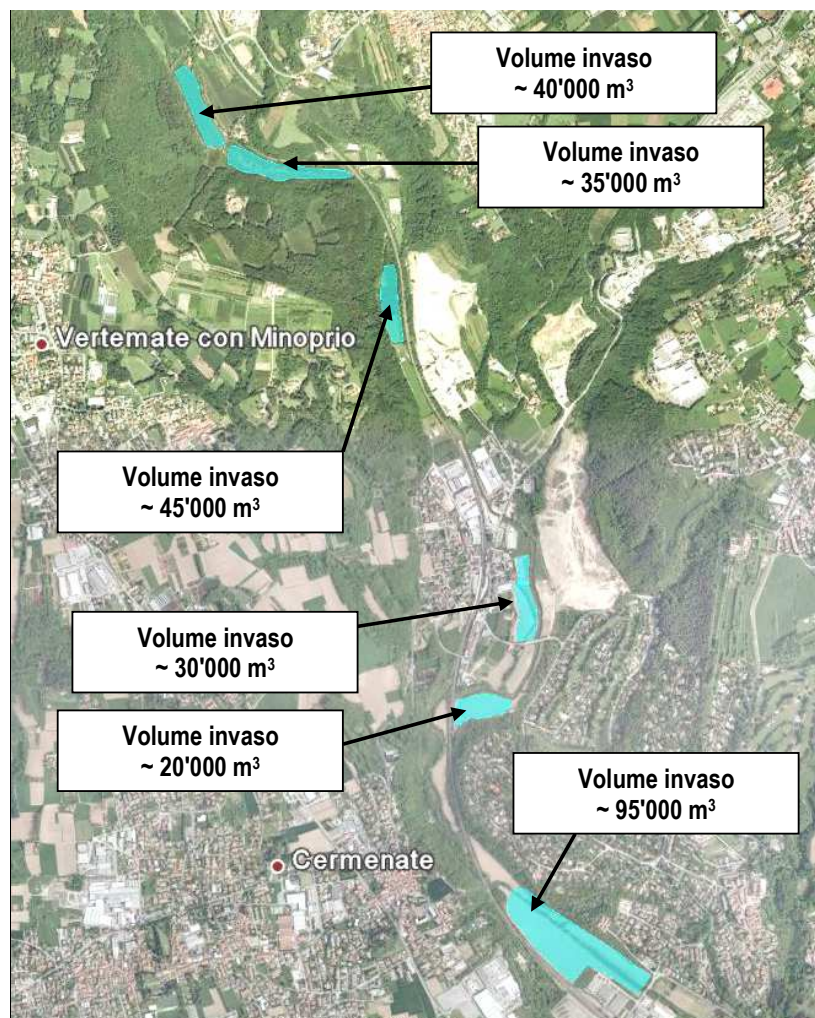 Volume invaso
~ 40'000 m³
Volume invaso
~ 35'000 m³
Vertemate con Minoprio
Volume invaso
~ 45'000 m³
Volume invaso
~ 30'000 m³
Volume invaso
~ 20'000 m³
Volume invaso
~ 95'000 m³
Cermenate